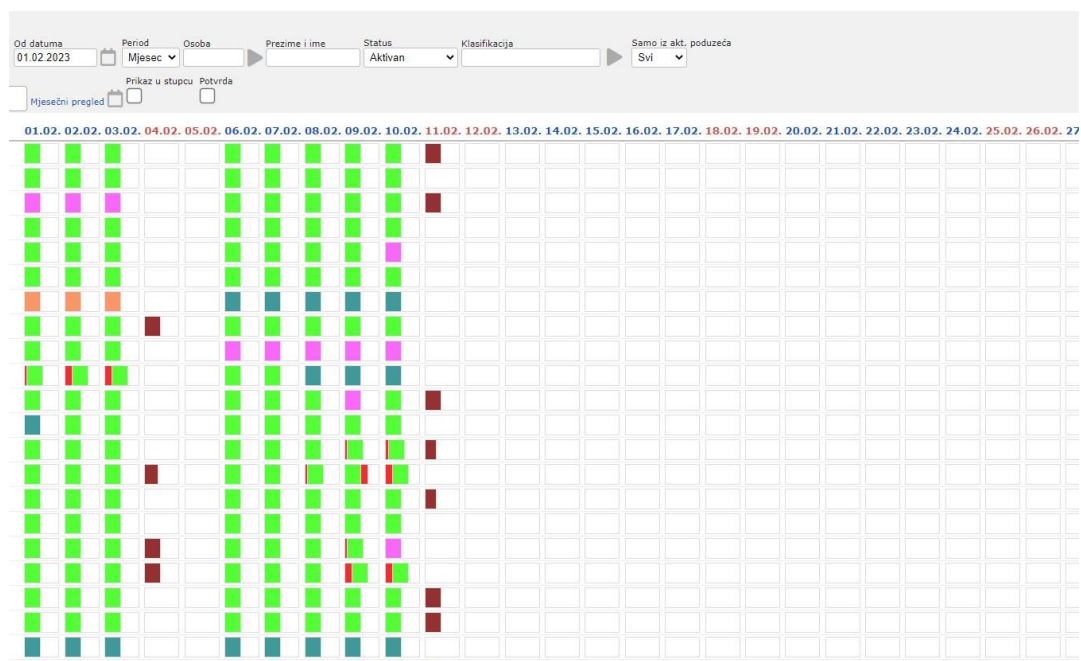 Od datuma Period Osoba Prezime i ime Status Klasifikacija Samo iz akt. poduzeća
01.02.2023 Mjesec Aktivan Svi
Prikaz u stupcu Potvrda
Mjesečni pregled
01.02. 02.02. 03.02. 04.02. 05.02. 06.02. 07.02. 08.02. 09.02. 10.02. 11.02. 12.02. 13.02. 14.02. 15.02. 16.02. 17.02. 18.02. 19.02. 20.02. 21.02. 22.02. 23.02. 24.02. 25.02. 26.02. 27